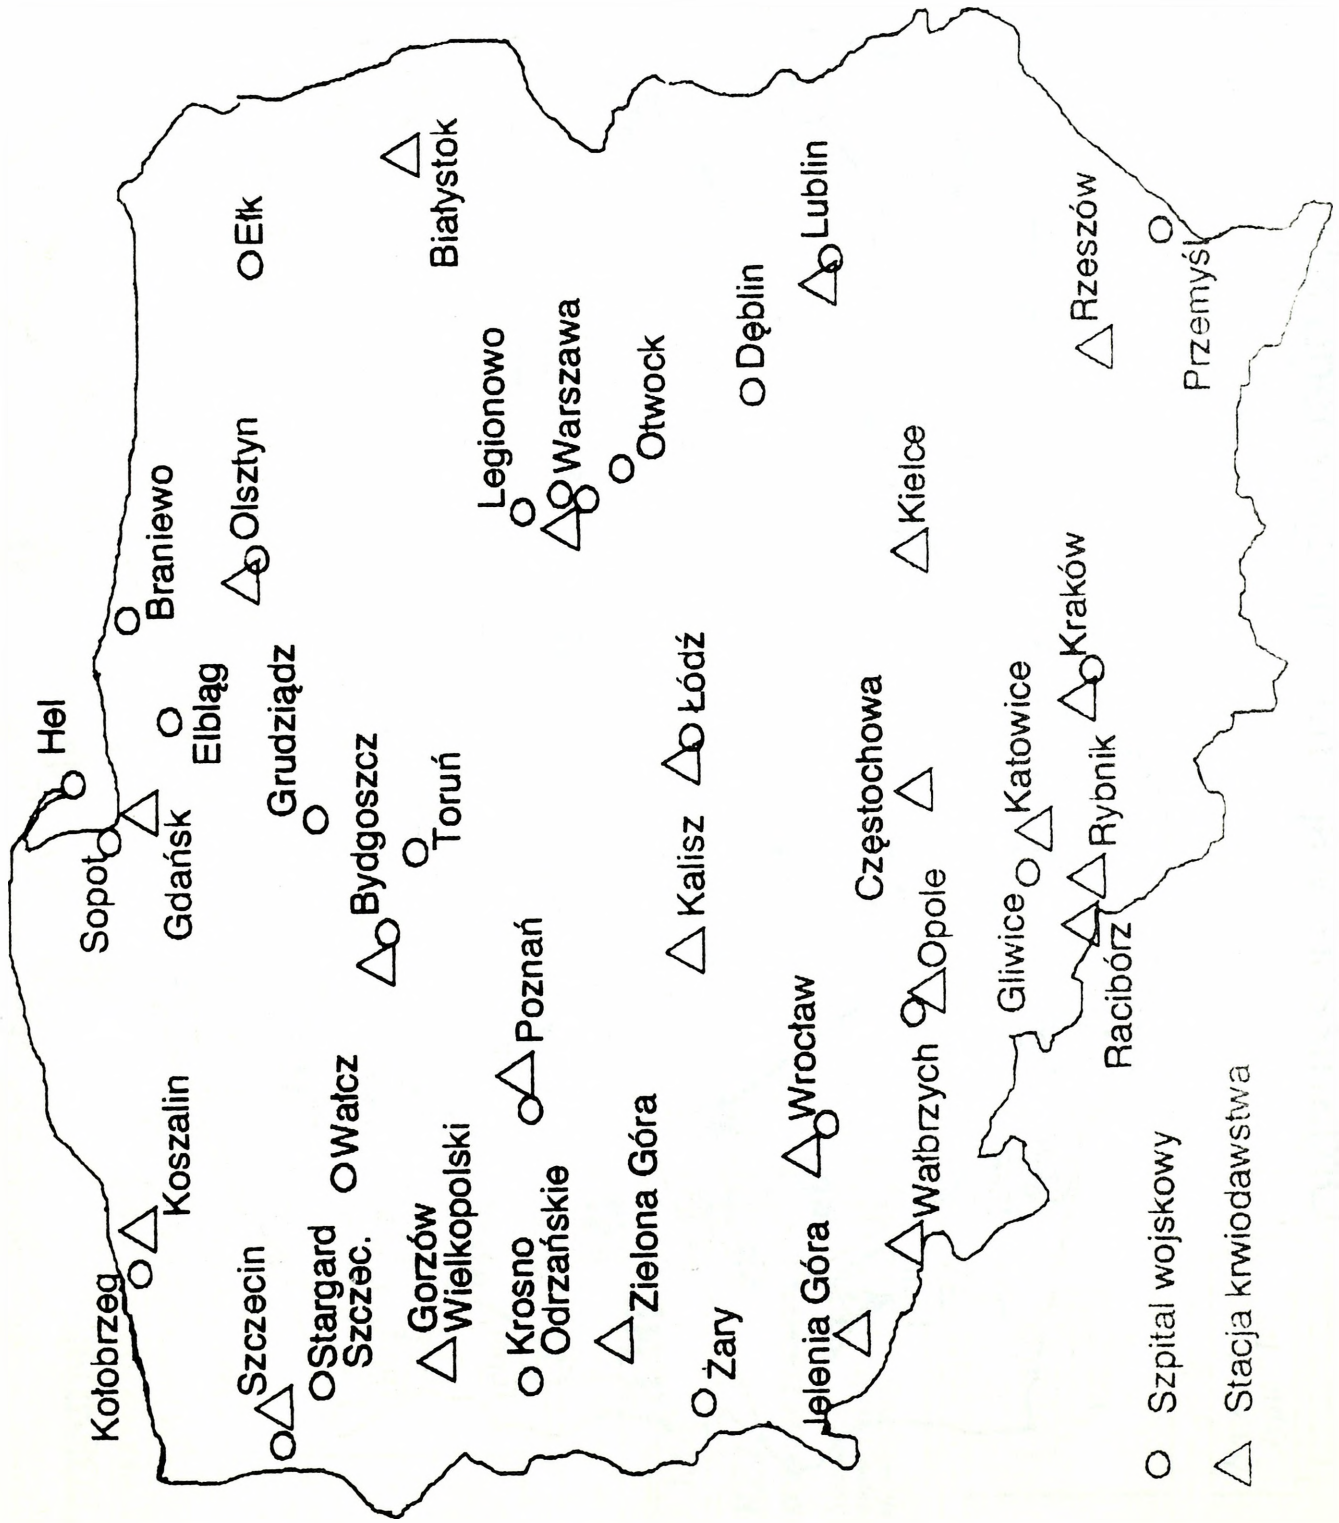 Hel
Sopot
Gdańsk
Kołobrzeg
Koszalin
Elbląg
Braniewo
Olsztyn
Ełk
Szczecin
Stargard
Szczec.
Wałcz
Grudziądz
Bydgoszcz
Toruń
Białystok
Gorzów
Wielkopolski
Krosno
Odrzańskie
Poznań
Legionowo
Warszawa
Otwock
Zielona Góra
Żary
Kalisz
Łódź
Dęblin
Lublin
Jelenia Góra
Wrocław
Wałbrzych
Opole
Częstochowa
Kielce
Gliwice
Katowice
Kraków
Rybnik
Racibórz
Rzeszów
Przemyśl
Szpital wojskowy
Stacja krwiodawstwa